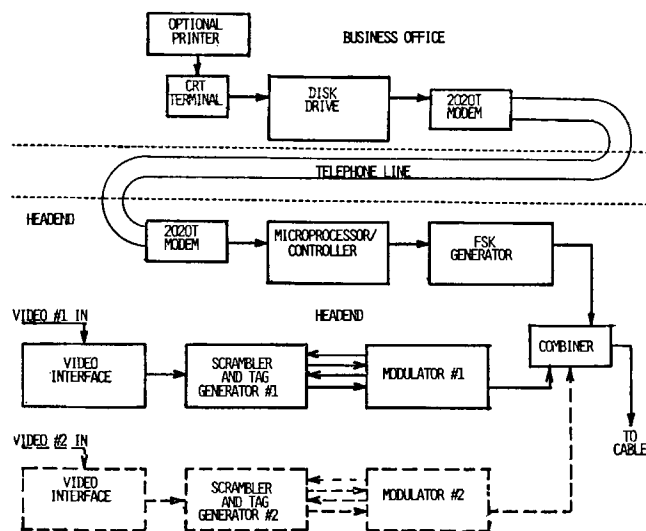 OPTIONAL
PRINTER
BUSINESS OFFICE
CRT
TERMINAL
DISK
DRIVE
2020T
MODEM
TELEPHONE LINE
HEADEND
2020T
MODEM
MICROPROCESSOR/
CONTROLLER
FSK
GENERATOR
VIDEO #1 IN
HEADEND
VIDEO
INTERFACE
SCRAMBLER
AND TAG
GENERATOR #1
MODULATOR #1
COMBINER
TO
CABLE
VIDEO #2 IN
VIDEO
INTERFACE
SCRAMBLER
AND TAG
GENERATOR #2
MODULATOR #2